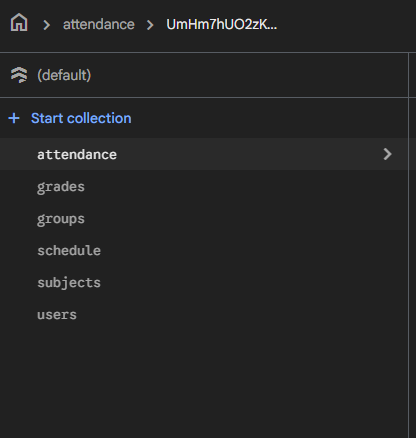 attendance UmHm7hUO2zK...
(default)
+ Start collection
attendance
grades
groups
schedule
subjects
users